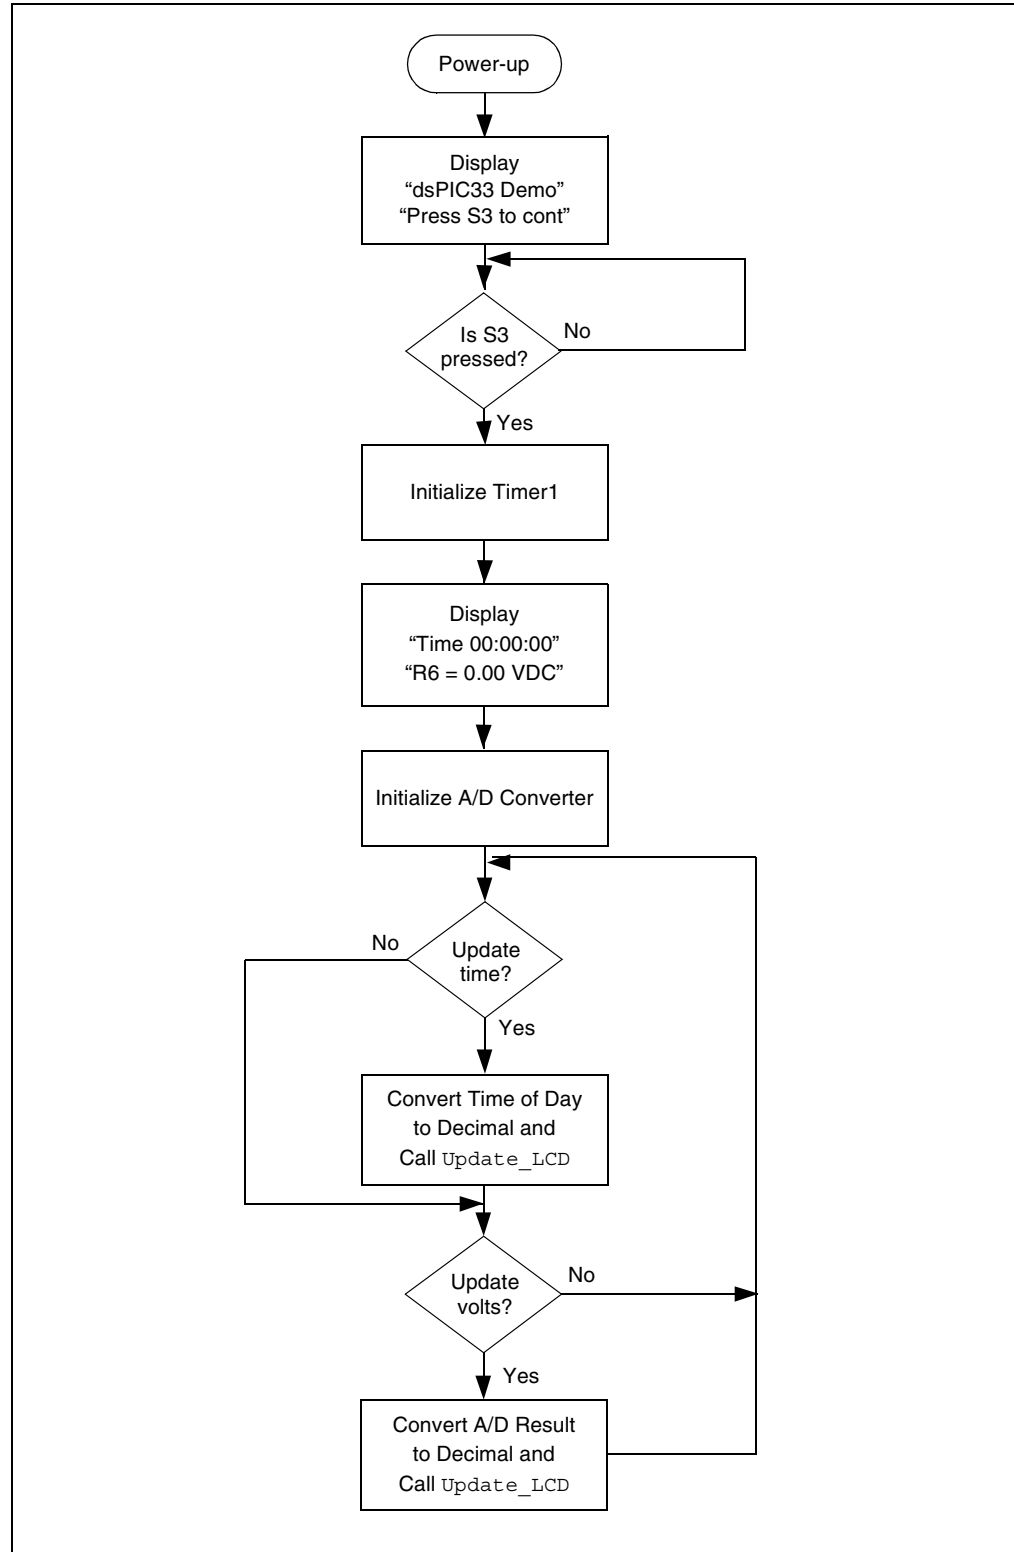 Power-up
Display
“dsPIC33 Demo”
“Press S3 to cont”
Is S3
pressed?
No
Yes
Initialize Timer1
Display
“Time 00:00:00”
“R6 = 0.00 VDC”
Initialize A/D Converter
No
Update
time?
Yes
Convert Time of Day
to Decimal and
Call Update_LCD
Update
volts?
No
Yes
Convert A/D Result
to Decimal and
Call Update_LCD